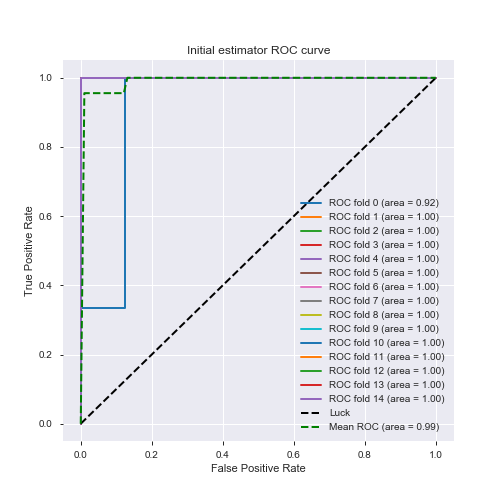 Initial estimator ROC curve
True Positive Rate
1.0
0.8
0.6
0.4
0.2
0.0
ROC fold 0 (area = 0.92)
ROC fold 1 (area = 1.00)
ROC fold 2 (area = 1.00)
ROC fold 3 (area = 1.00)
ROC fold 4 (area = 1.00)
ROC fold 5 (area = 1.00)
ROC fold 6 (area = 1.00)
ROC fold 7 (area = 1.00)
ROC fold 8 (area = 1.00)
ROC fold 9 (area = 1.00)
ROC fold 10 (area = 1.00)
ROC fold 11 (area = 1.00)
ROC fold 12 (area = 1.00)
ROC fold 13 (area = 1.00)
ROC fold 14 (area = 1.00)
Luck
Mean ROC (area = 0.99)
0.0 0.2 0.4 0.6 0.8 1.0
False Positive Rate